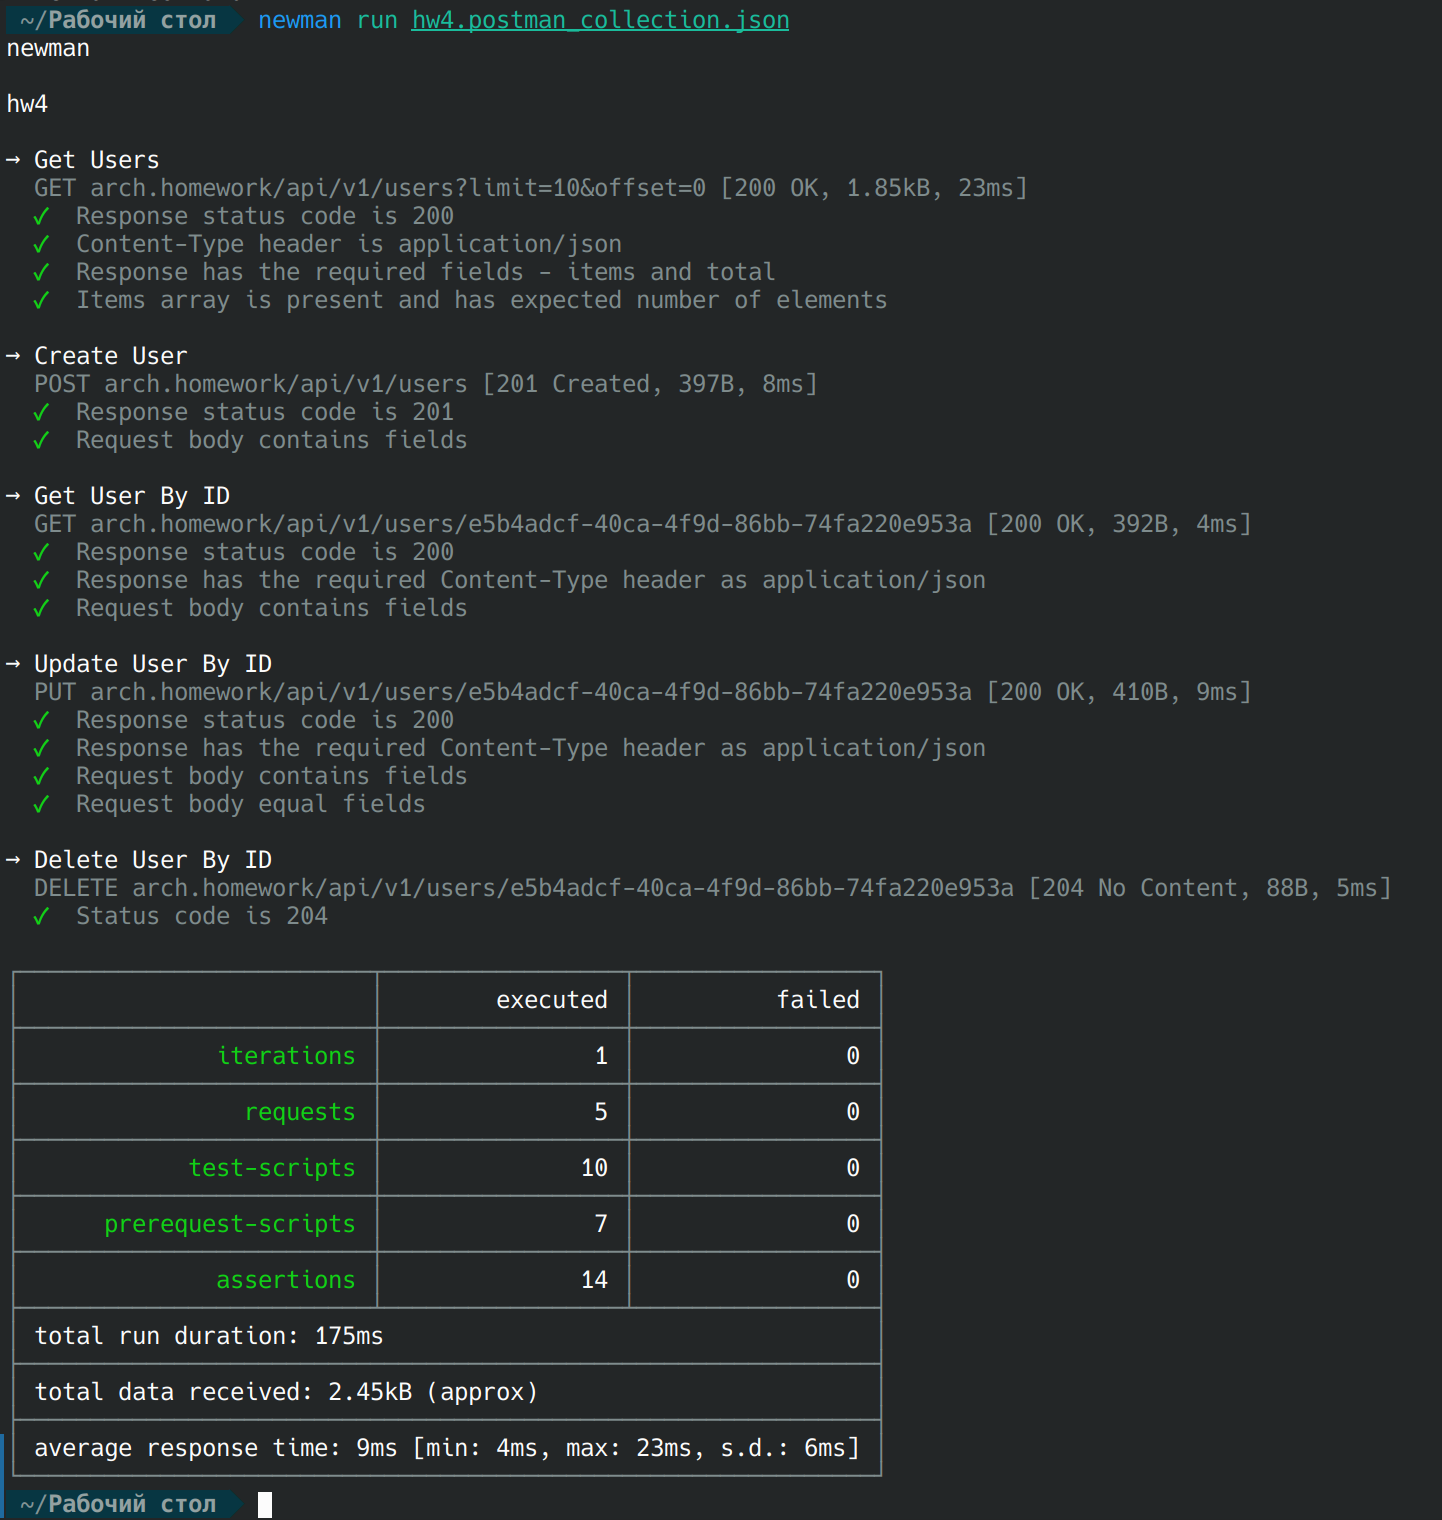 ~/Рабочий стол newman run hw4.postman_collection.json
newman

hw4

→ Get Users
GET arch.homework/api/v1/users?limit=10&offset=0 [200 OK, 1.85kB, 23ms]
✓ Response status code is 200
✓ Content-Type header is application/json
✓ Response has the required fields - items and total
✓ Items array is present and has expected number of elements

→ Create User
POST arch.homework/api/v1/users [201 Created, 397B, 8ms]
✓ Response status code is 201
✓ Request body contains fields

→ Get User By ID
GET arch.homework/api/v1/users/e5b4adcf-40ca-4f9d-86bb-74fa220e953a [200 OK, 392B, 4ms]
✓ Response status code is 200
✓ Response has the required Content-Type header as application/json
✓ Request body contains fields

→ Update User By ID
PUT arch.homework/api/v1/users/e5b4adcf-40ca-4f9d-86bb-74fa220e953a [200 OK, 410B, 9ms]
✓ Response status code is 200
✓ Response has the required Content-Type header as application/json
✓ Request body contains fields
✓ Request body equal fields

→ Delete User By ID
DELETE arch.homework/api/v1/users/e5b4adcf-40ca-4f9d-86bb-74fa220e953a [204 No Content, 88B, 5ms]
✓ Status code is 204

executed failed
iterations 1 0
requests 5 0
test-scripts 10 0
prerequest-scripts 7 0
assertions 14 0
total run duration: 175ms
total data received: 2.45kB (approx)
average response time: 9ms [min: 4ms, max: 23ms, s.d.: 6ms]
~/Рабочий стол